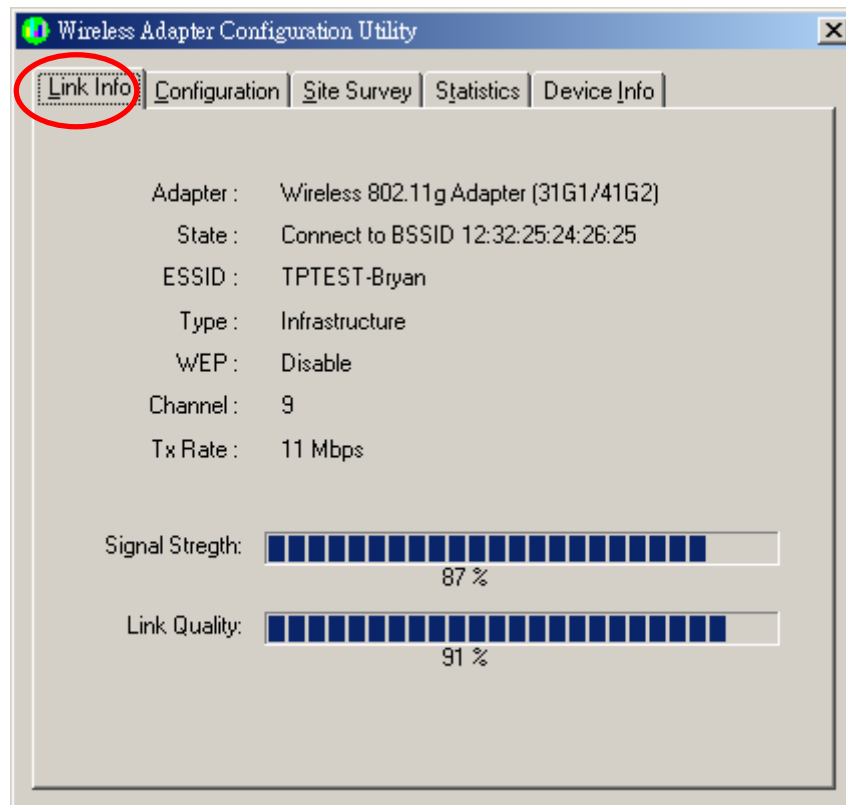 Wireless Adapter Configuration Utility
Link Info Configuration Site Survey Statistics Device Info
Adapter : Wireless 802.11g Adapter (31G1/41G2)
State : Connect to BSSID 12:32:25:24:26:25
ESSID : TPTEST-Bryan
Type : Infrastructure
WEP : Disable
Channel : 9
Tx Rate : 11 Mbps
Signal Stregth:
87 %
Link Quality:
91 %